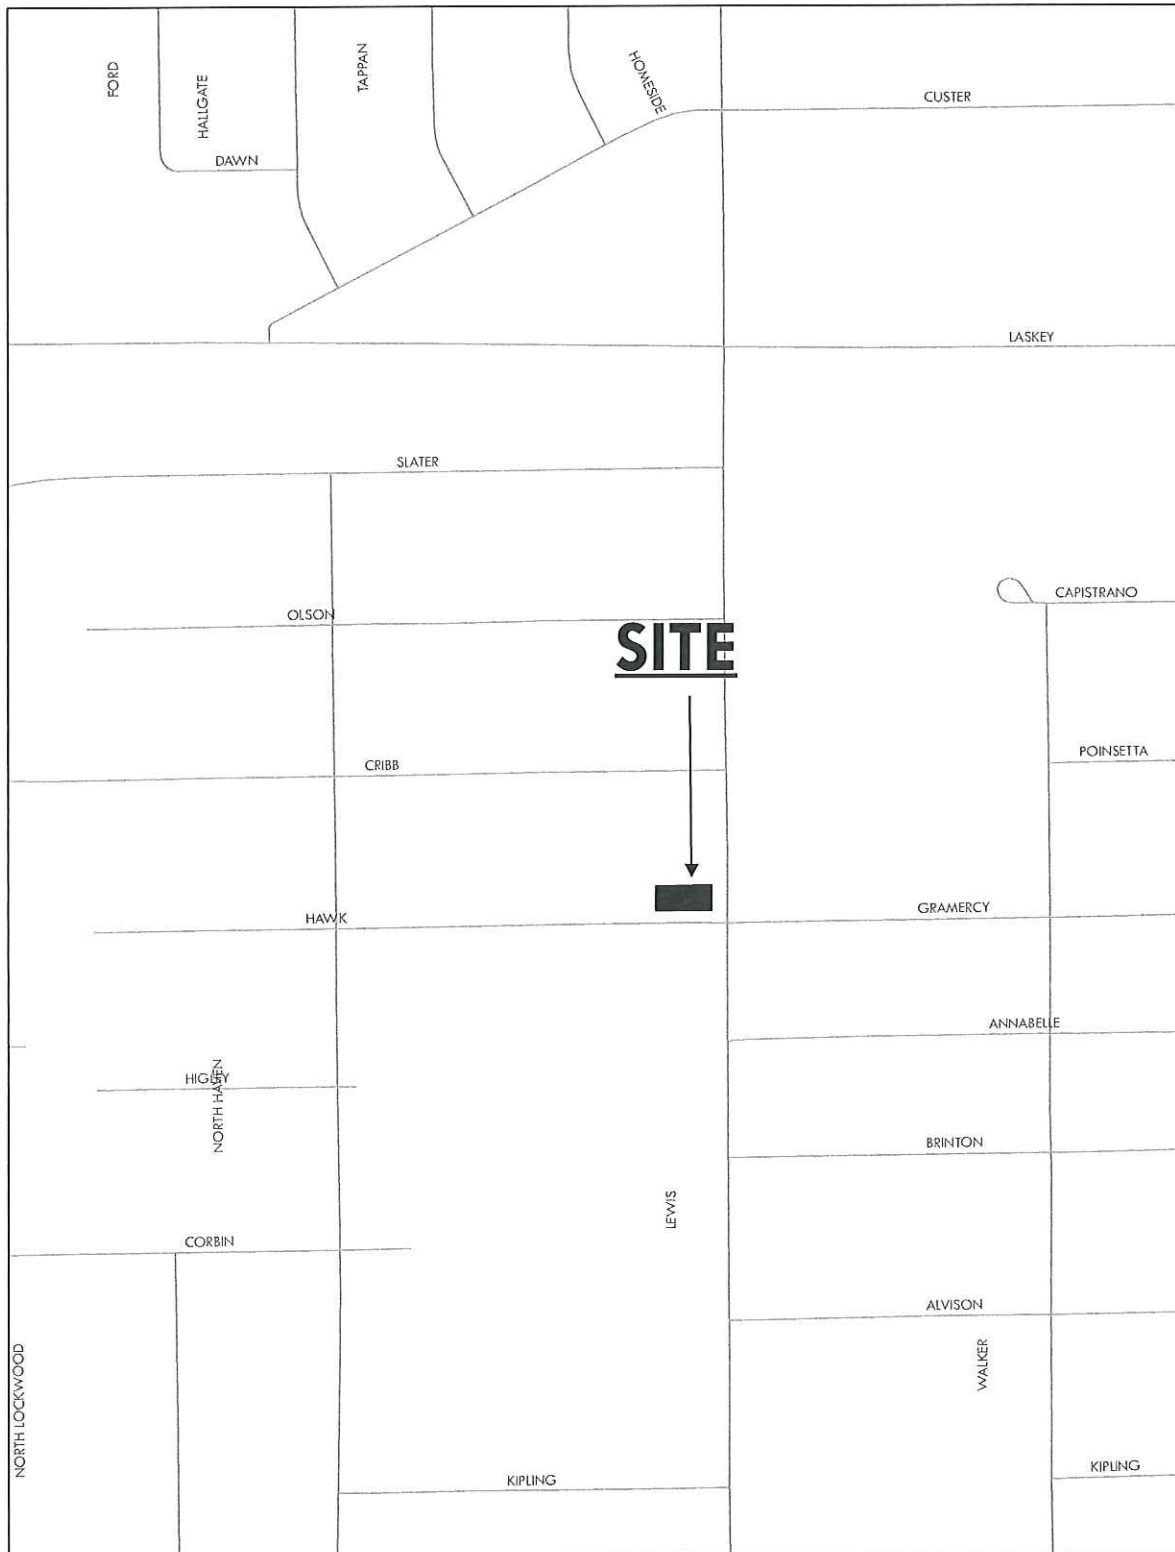 FORD
HALLGATE
TAPPAN
HOMESIDE
CUSTER
DAWN
LASKEY
SLATER
CAPISTRANO
OLSON
SITE
POINSETTA
CRIBB
GRAMERCY
HAWK
ANNABELLE
HIGLEY
NORTH HAVEN
BRINTON
LEWIS
CORBIN
ALVISON
WALKER
NORTH LOCKWOOD
KIPLING
KIPLING